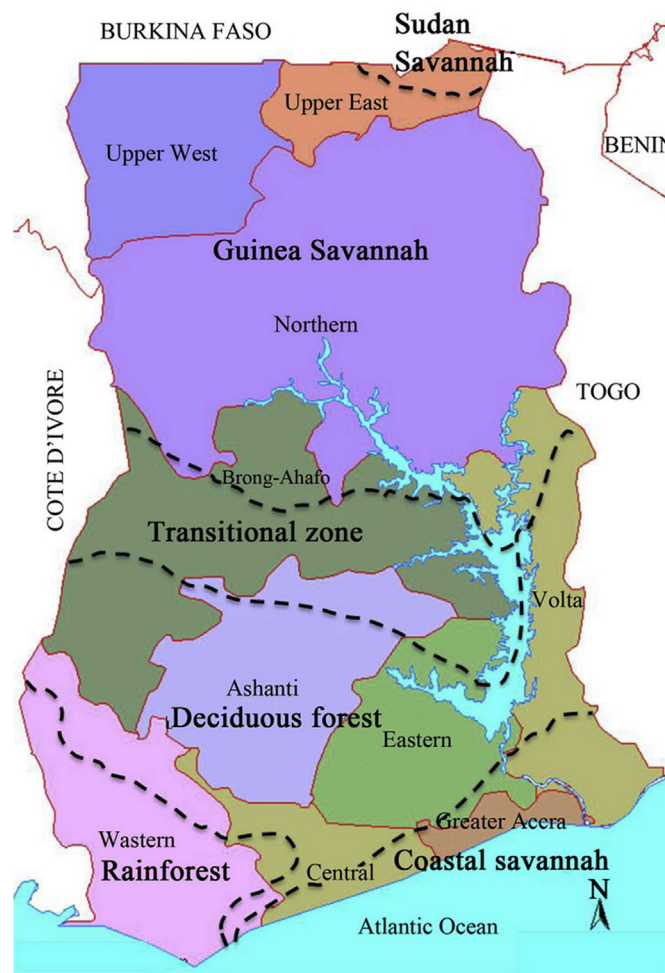 BURKINA FASO
Sudan
Savannah
Upper East
Upper West
BENIN
Guinea Savannah
Northern
TOGO
COTE D'IVORE
Brong-Ahafo
Transitional zone
Volta
Ashanti
Deciduous forest
Eastern
Greater Accra
Wastern
Rainforest
Central
Coastal savannah
N
Atlantic Ocean